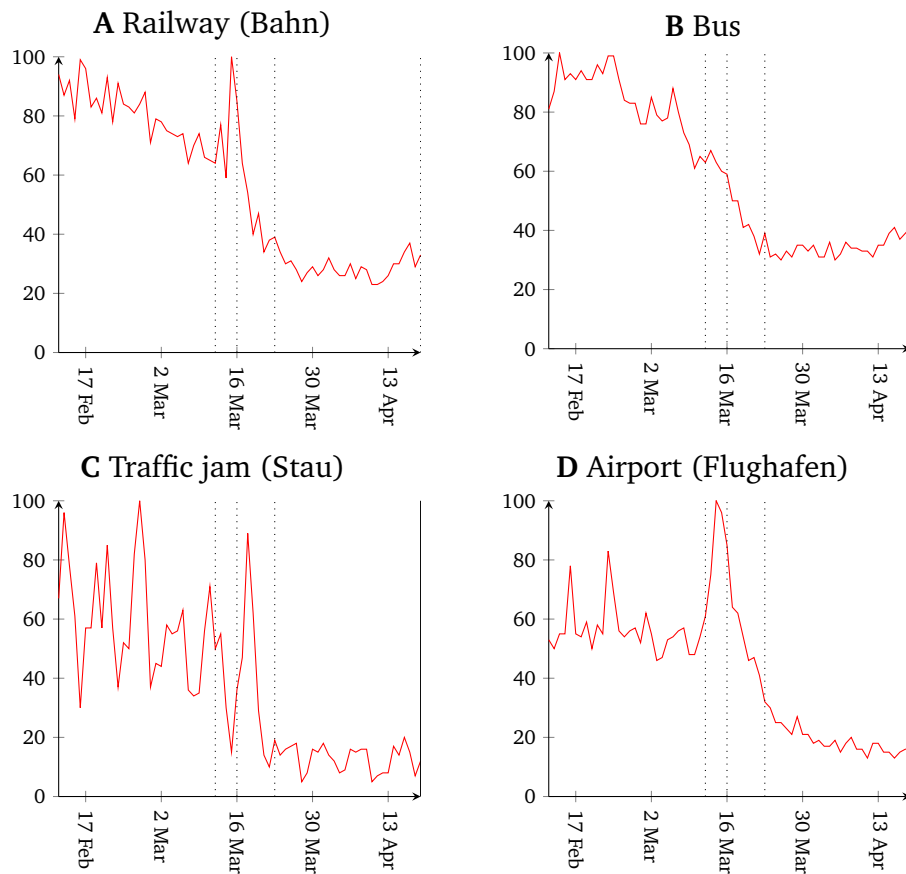 A Railway (Bahn)
100
80
60
40
20
0
17 Feb
2 Mar
16 Mar
30 Mar
13 Apr
B Bus
100
80
60
40
20
0
17 Feb
2 Mar
16 Mar
30 Mar
13 Apr
C Traffic jam (Stau)
100
80
60
40
20
0
17 Feb
2 Mar
16 Mar
30 Mar
13 Apr
D Airport (Flughafen)
100
80
60
40
20
0
17 Feb
2 Mar
16 Mar
30 Mar
13 Apr